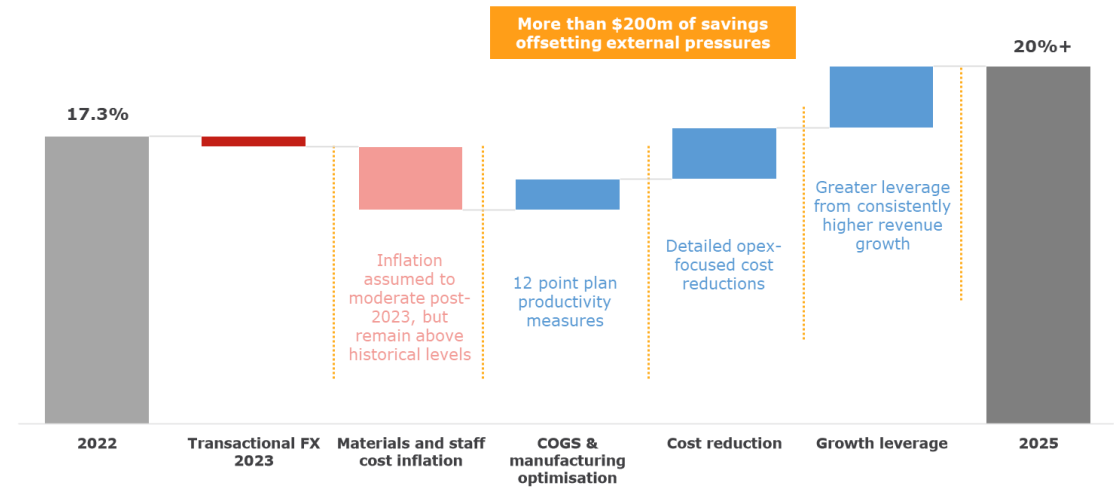 More than $200m of savings
offsetting external pressures
17.3%
20%+
Inflation
assumed to
moderate post-
2023, but
remain above
historical levels
12 point plan
productivity
measures
Detailed opex-
focused cost
reductions
Greater leverage
from consistently
higher revenue
growth
2022
Transactional FX
2023
Materials and staff
cost inflation
COGS &
manufacturing
optimisation
Cost reduction
Growth leverage
2025